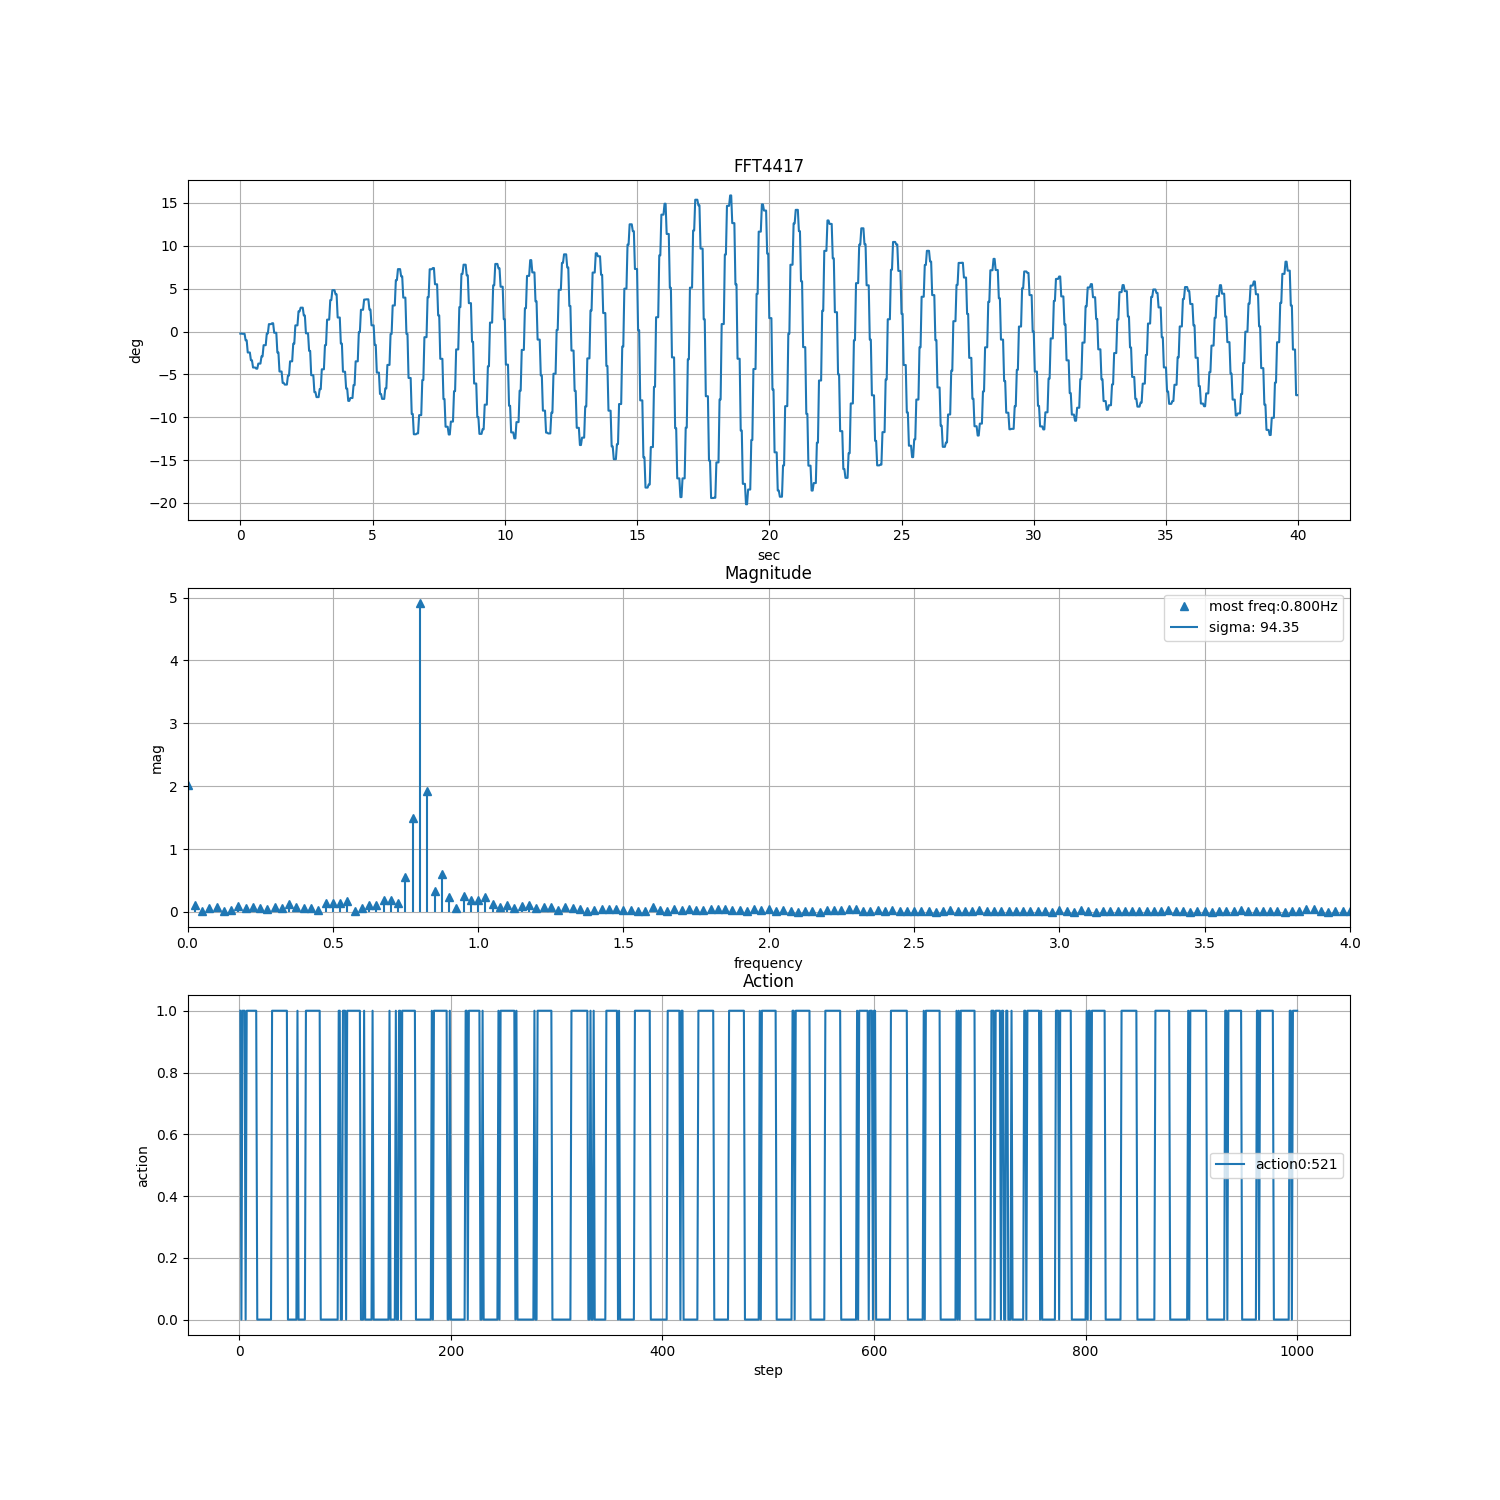 FFT4417
15
10
5
0
−5
−10
−15
−20
deg
0 5 10 15 20 25 30 35 40
sec
Magnitude
5
4
3
2
1
0
mag
most freq:0.800Hz
sigma: 94.35
0.0 0.5 1.0 1.5 2.0 2.5 3.0 3.5 4.0
frequency
Action
1.0
0.8
0.6
0.4
0.2
0.0
action
action0:521
0 200 400 600 800 1000
step